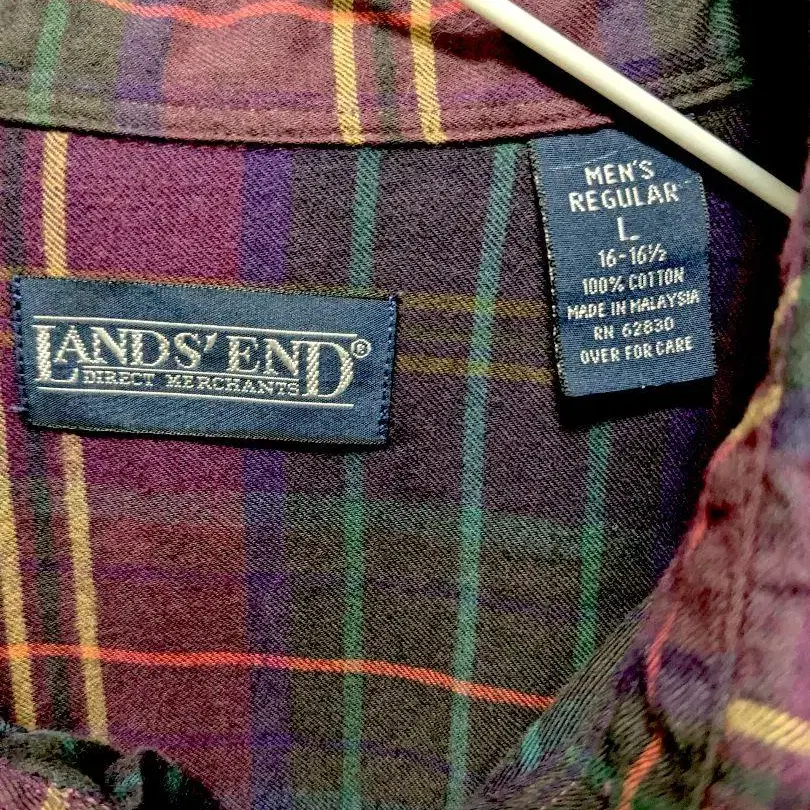 LANDS' END®
DIRECT MERCHANTS
MEN'S
REGULAR
L
16-16½
100% COTTON
MADE IN MALAYSIA
RN 62830
OVER FOR CARE